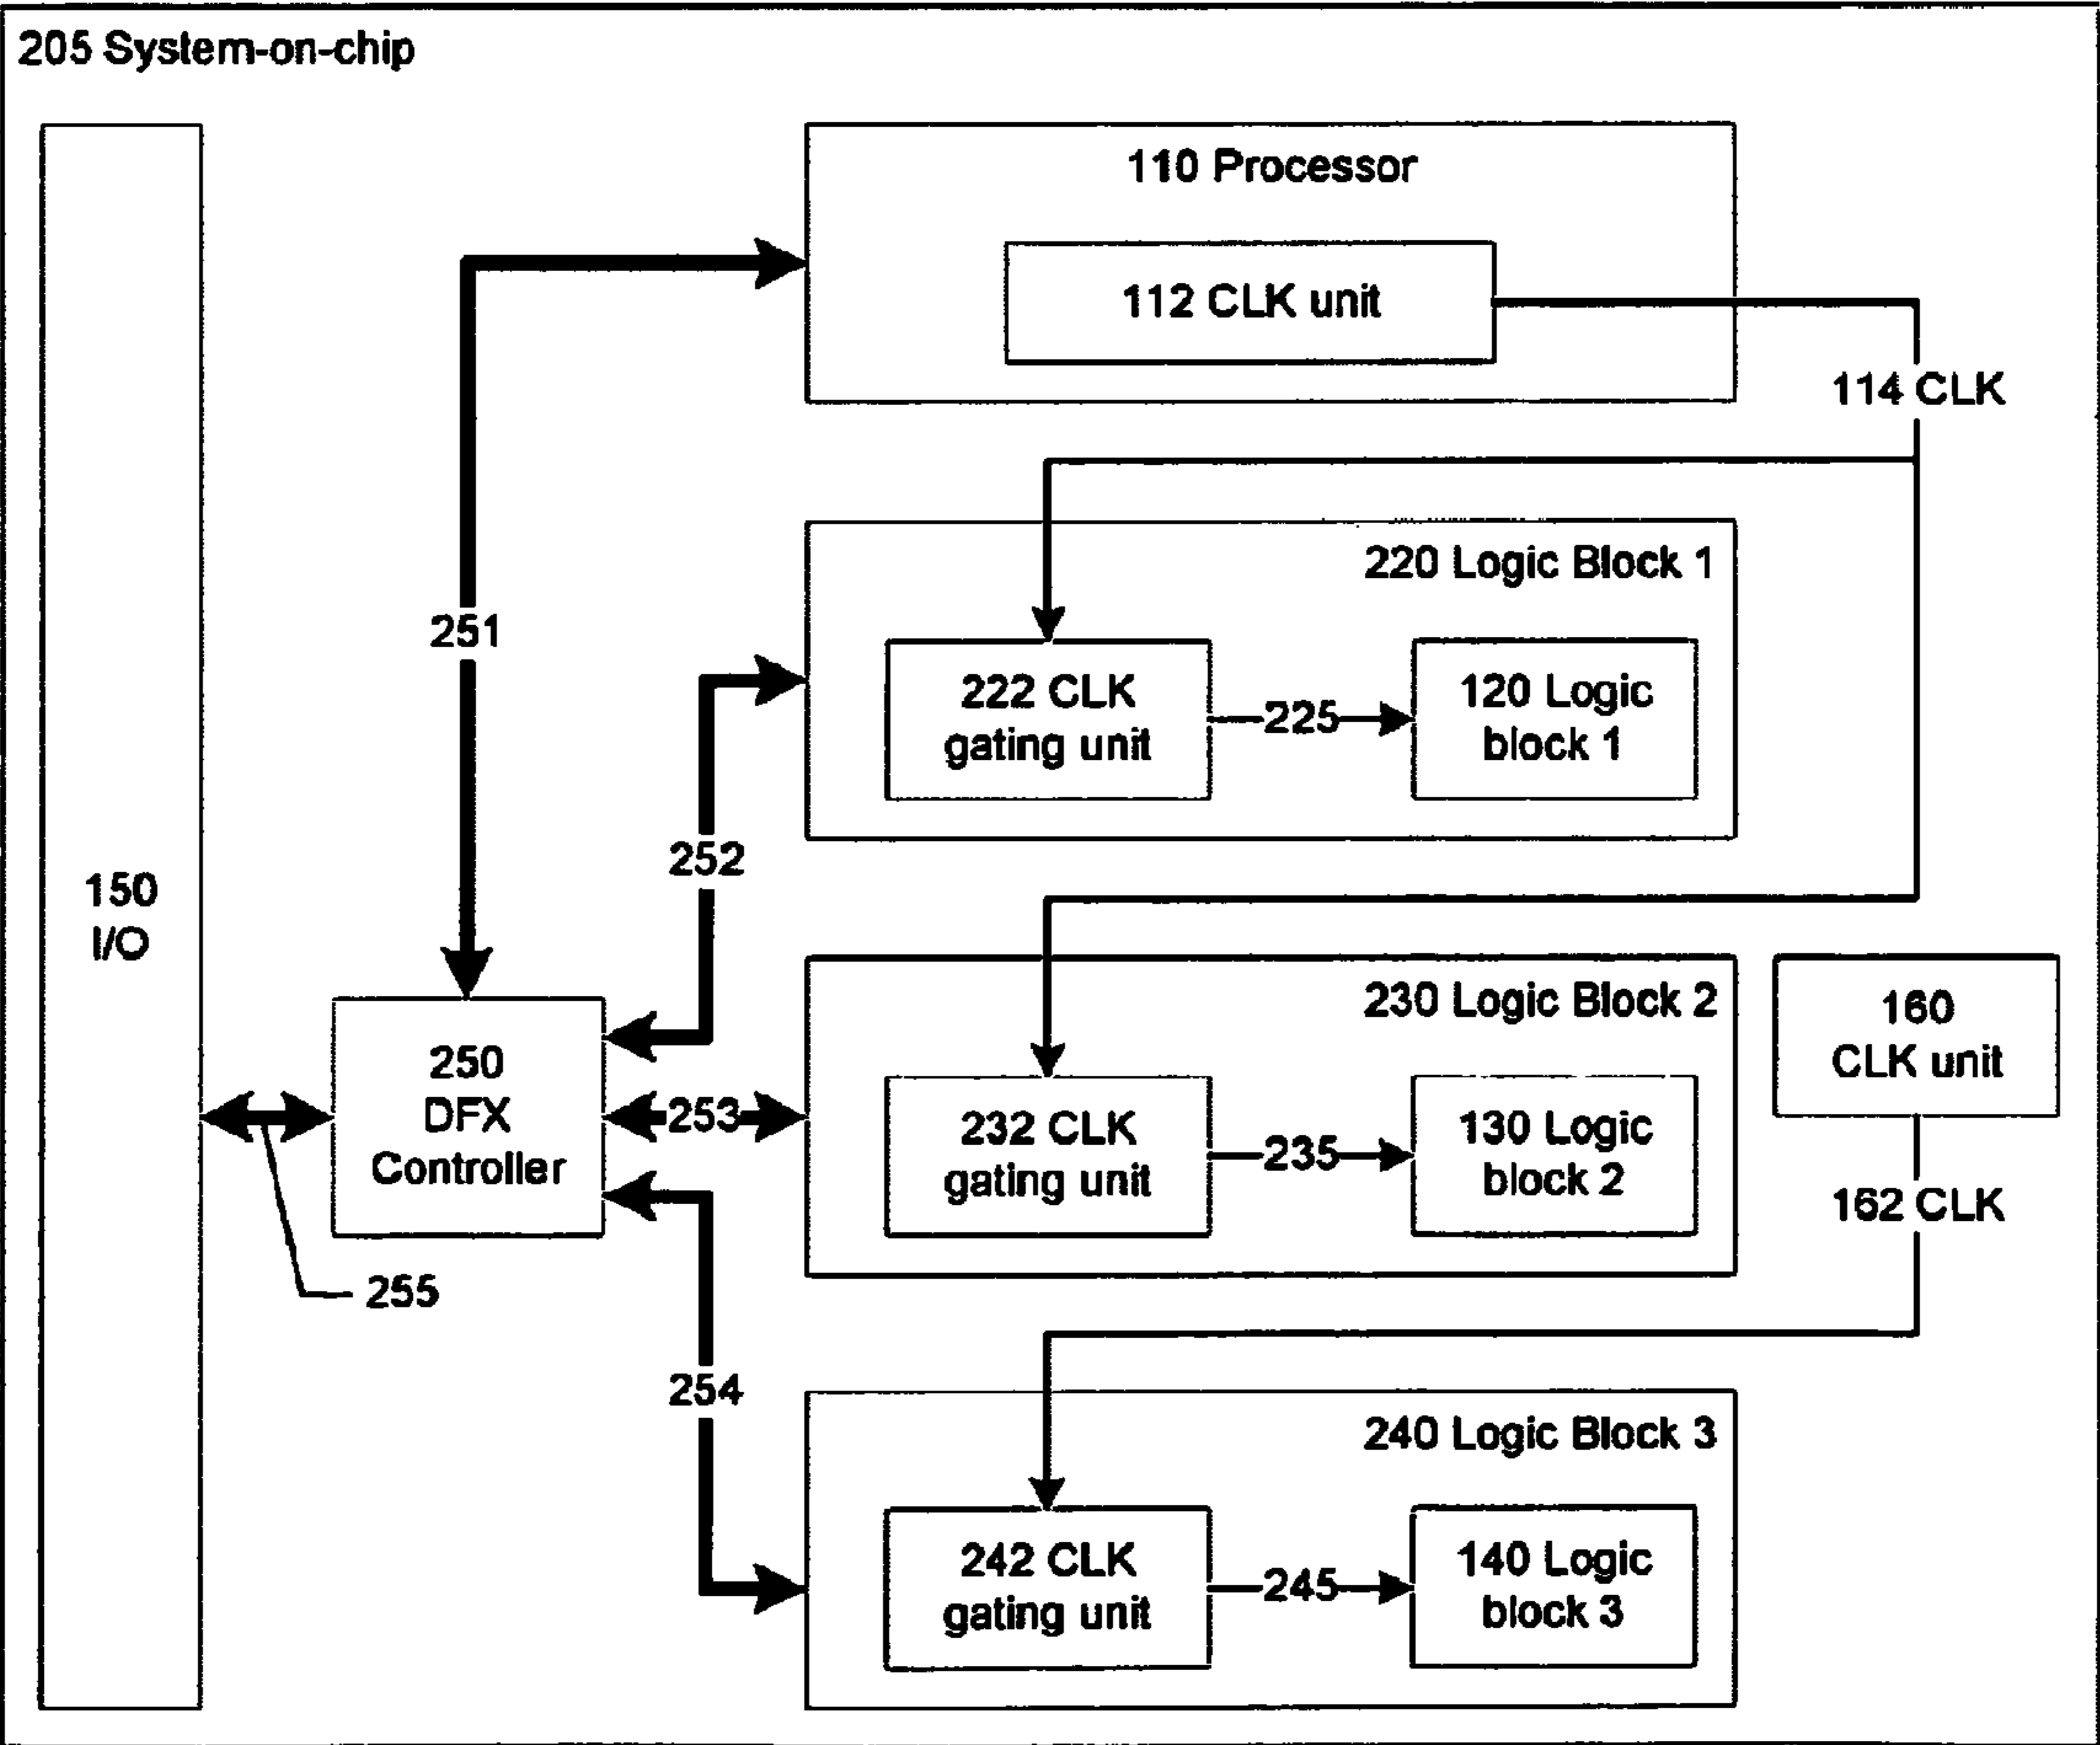 205 System-on-chip
110 Processor
112 CLK unit
114 CLK
220 Logic Block 1
251
222 CLK
gating unit
225
120 Logic
block 1
252
150
I/O
230 Logic Block 2
160
CLK unit
250
DFX
Controller
253
232 CLK
gating unit
235
130 Logic
block 2
162 CLK
255
254
240 Logic Block 3
242 CLK
gating unit
245
140 Logic
block 3